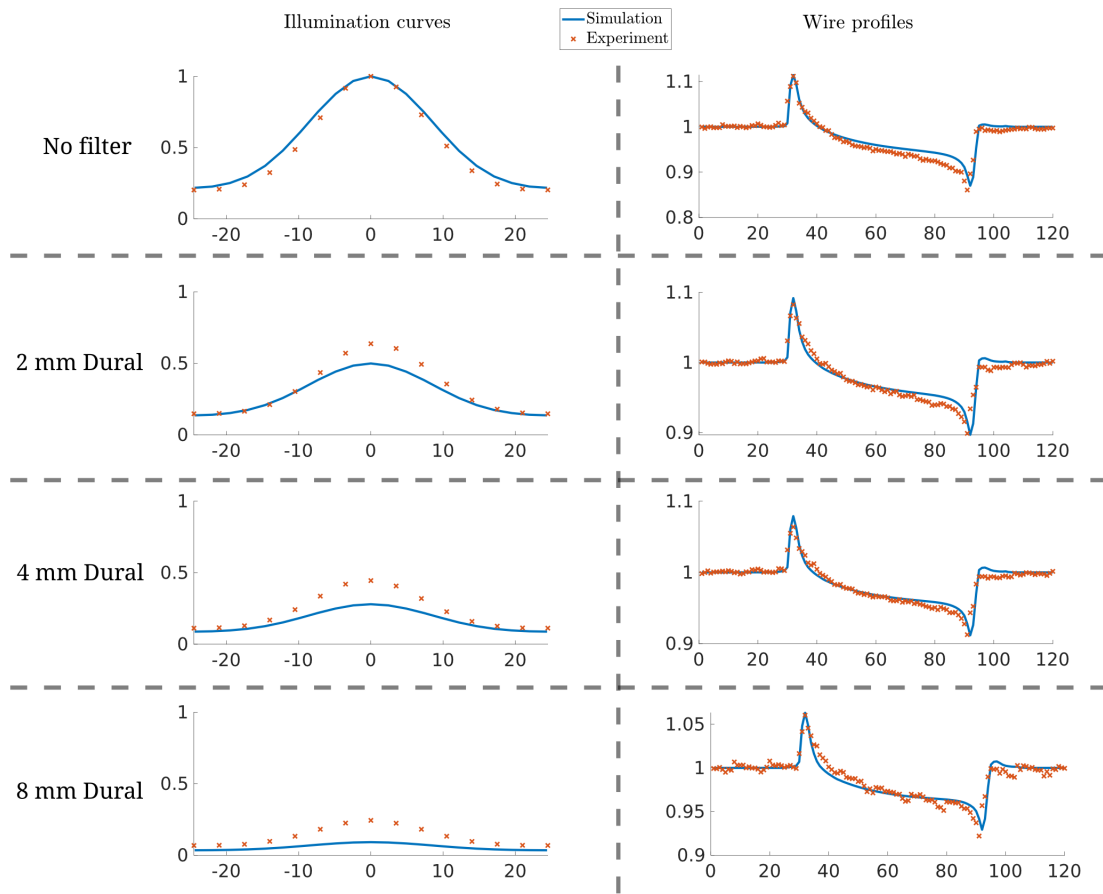 Illumination curves
Simulation
Experiment
Wire profiles
No filter
1
0.5
0
-20 -10 0 10 20
1.1
1
0.9
0.8
0 20 40 60 80 100 120
2 mm Dural
1
0.5
0
-20 -10 0 10 20
1.1
1
0.9
0 20 40 60 80 100 120
4 mm Dural
1
0.5
0
-20 -10 0 10 20
1.1
1
0.9
0 20 40 60 80 100 120
8 mm Dural
1
0.5
0
-20 -10 0 10 20
1.05
1
0.95
0.9
0 20 40 60 80 100 120